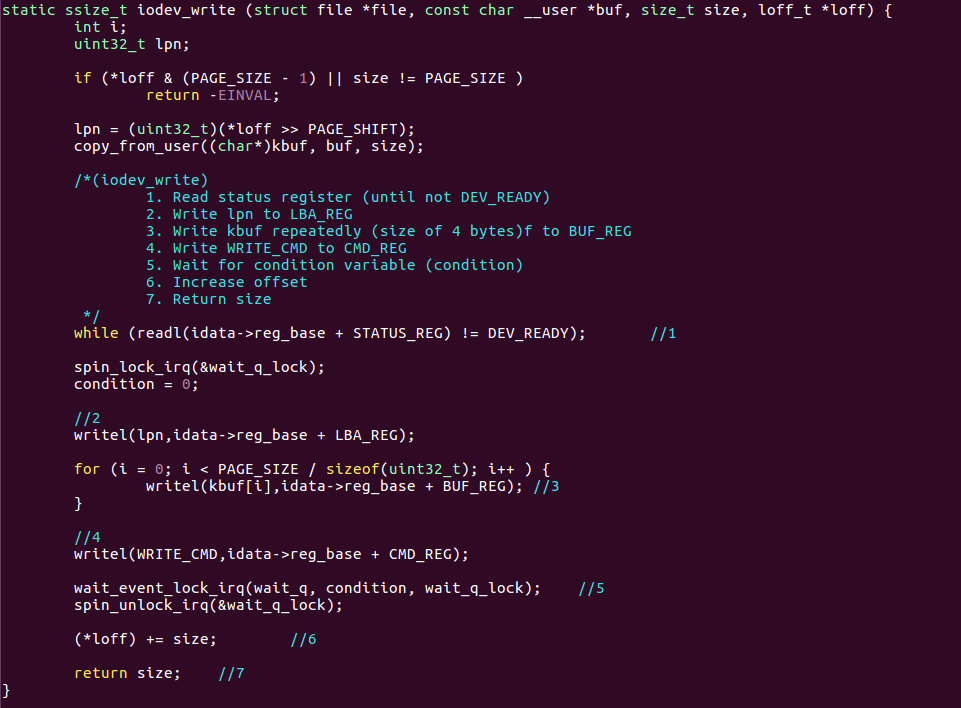 static ssize_t iodev_write (struct file *file, const char __user *buf, size_t size, loff_t *loff) {
        int i;
        uint32_t lpn;

        if (*loff & (PAGE_SIZE - 1) || size != PAGE_SIZE )
                return -EINVAL;

        lpn = (uint32_t)(*loff >> PAGE_SHIFT);
        copy_from_user((char*)kbuf, buf, size);

        /*(iodev_write)
                1. Read status register (until not DEV_READY)
                2. Write lpn to LBA_REG
                3. Write kbuf repeatedly (size of 4 bytes)f to BUF_REG
                4. Write WRITE_CMD to CMD_REG
                5. Wait for condition variable (condition)
                6. Increase offset
                7. Return size
         */
        while (readl(idata->reg_base + STATUS_REG) != DEV_READY);       //1

        spin_lock_irq(&wait_q_lock);
        condition = 0;

        //2
        writel(lpn,idata->reg_base + LBA_REG);

        for (i = 0; i < PAGE_SIZE / sizeof(uint32_t); i++ ) {
                writel(kbuf[i],idata->reg_base + BUF_REG); //3
        }

        //4
        writel(WRITE_CMD,idata->reg_base + CMD_REG);

        wait_event_lock_irq(wait_q, condition, wait_q_lock);    //5
        spin_unlock_irq(&wait_q_lock);

        (*loff) += size;        //6

        return size;    //7
}